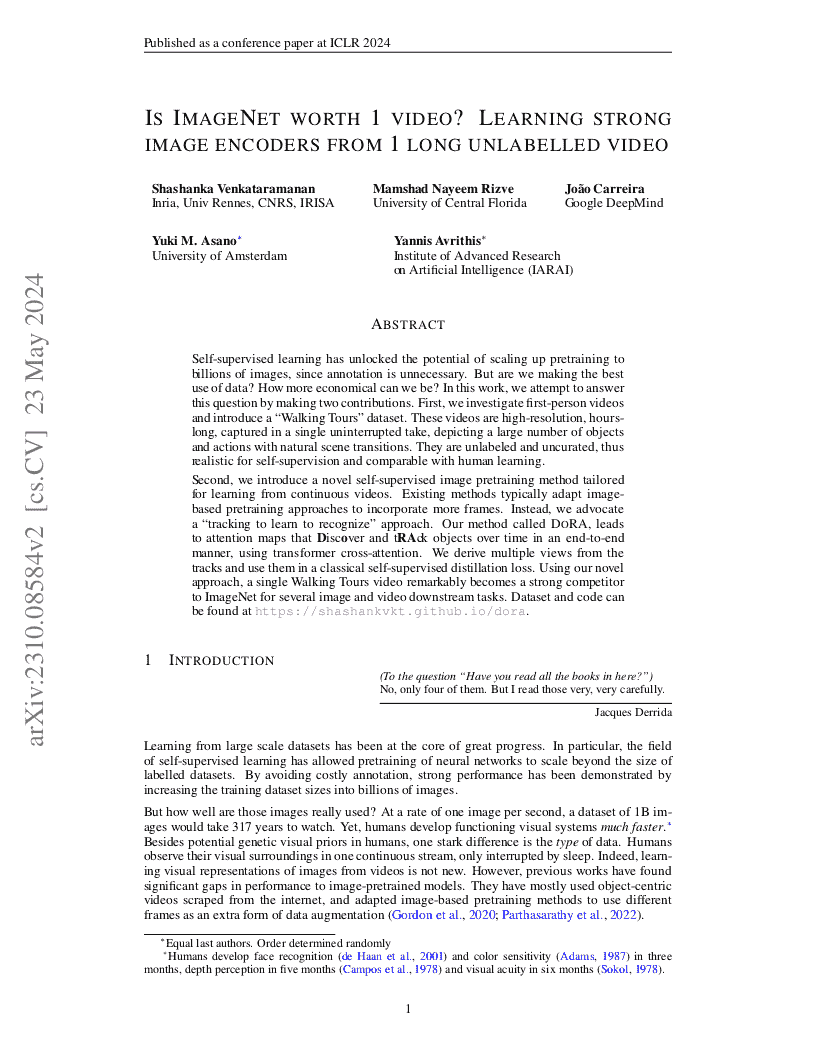 Published as a conference paper at ICLR 2024
IS IMAGENET WORTH 1 VIDEO? LEARNING STRONG
IMAGE ENCODERS FROM 1 LONG UNLABELLED VIDEO
Shashanka Venkataramanan
Inria, Univ Rennes, CNRS, IRISA
Mamshad Nayeem Rizve
University of Central Florida
João Carreira
Google DeepMind
Yuki M. Asano*
University of Amsterdam
Yannis Avrithis*
Institute of Advanced Research
on Artificial Intelligence (IARAI)
ABSTRACT
Self-supervised learning has unlocked the potential of scaling up pretraining to
billions of images, since annotation is unnecessary. But are we making the best
use of data? How more economical can we be? In this work, we attempt to answer
this question by making two contributions. First, we investigate first-person videos
and introduce a “Walking Tours” dataset. These videos are high-resolution, hours-
long, captured in a single uninterrupted take, depicting a large number of objects
and actions with natural scene transitions. They are unlabeled and uncurated, thus
realistic for self-supervision and comparable with human learning.
Second, we introduce a novel self-supervised image pretraining method tailored
for learning from continuous videos. Existing methods typically adapt image-
based pretraining approaches to incorporate more frames. Instead, we advocate
a “tracking to learn to recognize” approach. Our method called DORA, leads
to attention maps that Discover and tRAck objects over time in an end-to-end
manner, using transformer cross-attention. We derive multiple views from the
tracks and use them in a classical self-supervised distillation loss. Using our novel
approach, a single Walking Tours video remarkably becomes a strong competitor
to ImageNet for several image and video downstream tasks. Dataset and code can
be found at https://shashankvkt.github.io/dora.
1 INTRODUCTION
(To the question “Have you read all the books in here?”)
No, only four of them. But I read those very, very carefully.
Jacques Derrida
Learning from large scale datasets has been at the core of great progress. In particular, the field
of self-supervised learning has allowed pretraining of neural networks to scale beyond the size of
labelled datasets. By avoiding costly annotation, strong performance has been demonstrated by
increasing the training dataset sizes into billions of images.
But how well are those images really used? At a rate of one image per second, a dataset of 1B im-
ages would take 317 years to watch. Yet, humans develop functioning visual systems much faster.*
Besides potential genetic visual priors in humans, one stark difference is the type of data. Humans
observe their visual surroundings in one continuous stream, only interrupted by sleep. Indeed, learn-
ing visual representations of images from videos is not new. However, previous works have found
significant gaps in performance to image-pretrained models. They have mostly used object-centric
videos scraped from the internet, and adapted image-based pretraining methods to use different
frames as an extra form of data augmentation (Gordon et al., 2020; Parthasarathy et al., 2022).
*Equal last authors. Order determined randomly
*Humans develop face recognition (de Haan et al., 2001) and color sensitivity (Adams, 1987) in three
months, depth perception in five months (Campos et al., 1978) and visual acuity in six months (Sokol, 1978).
1
arXiv:2310.08584v2 [cs.CV] 23 May 2024